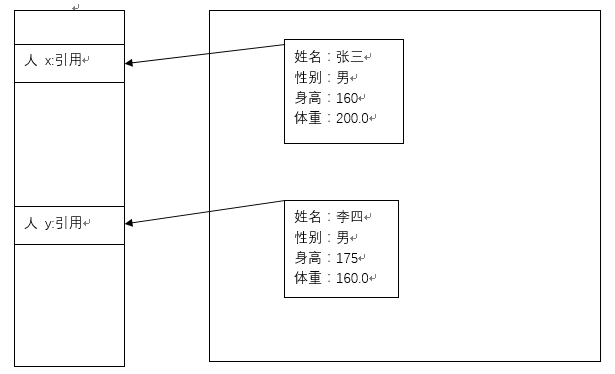 人 x:引用
姓名：张三
性别：男
身高：160
体重：200.0
人 y:引用
姓名：李四
性别：男
身高：175
体重：160.0